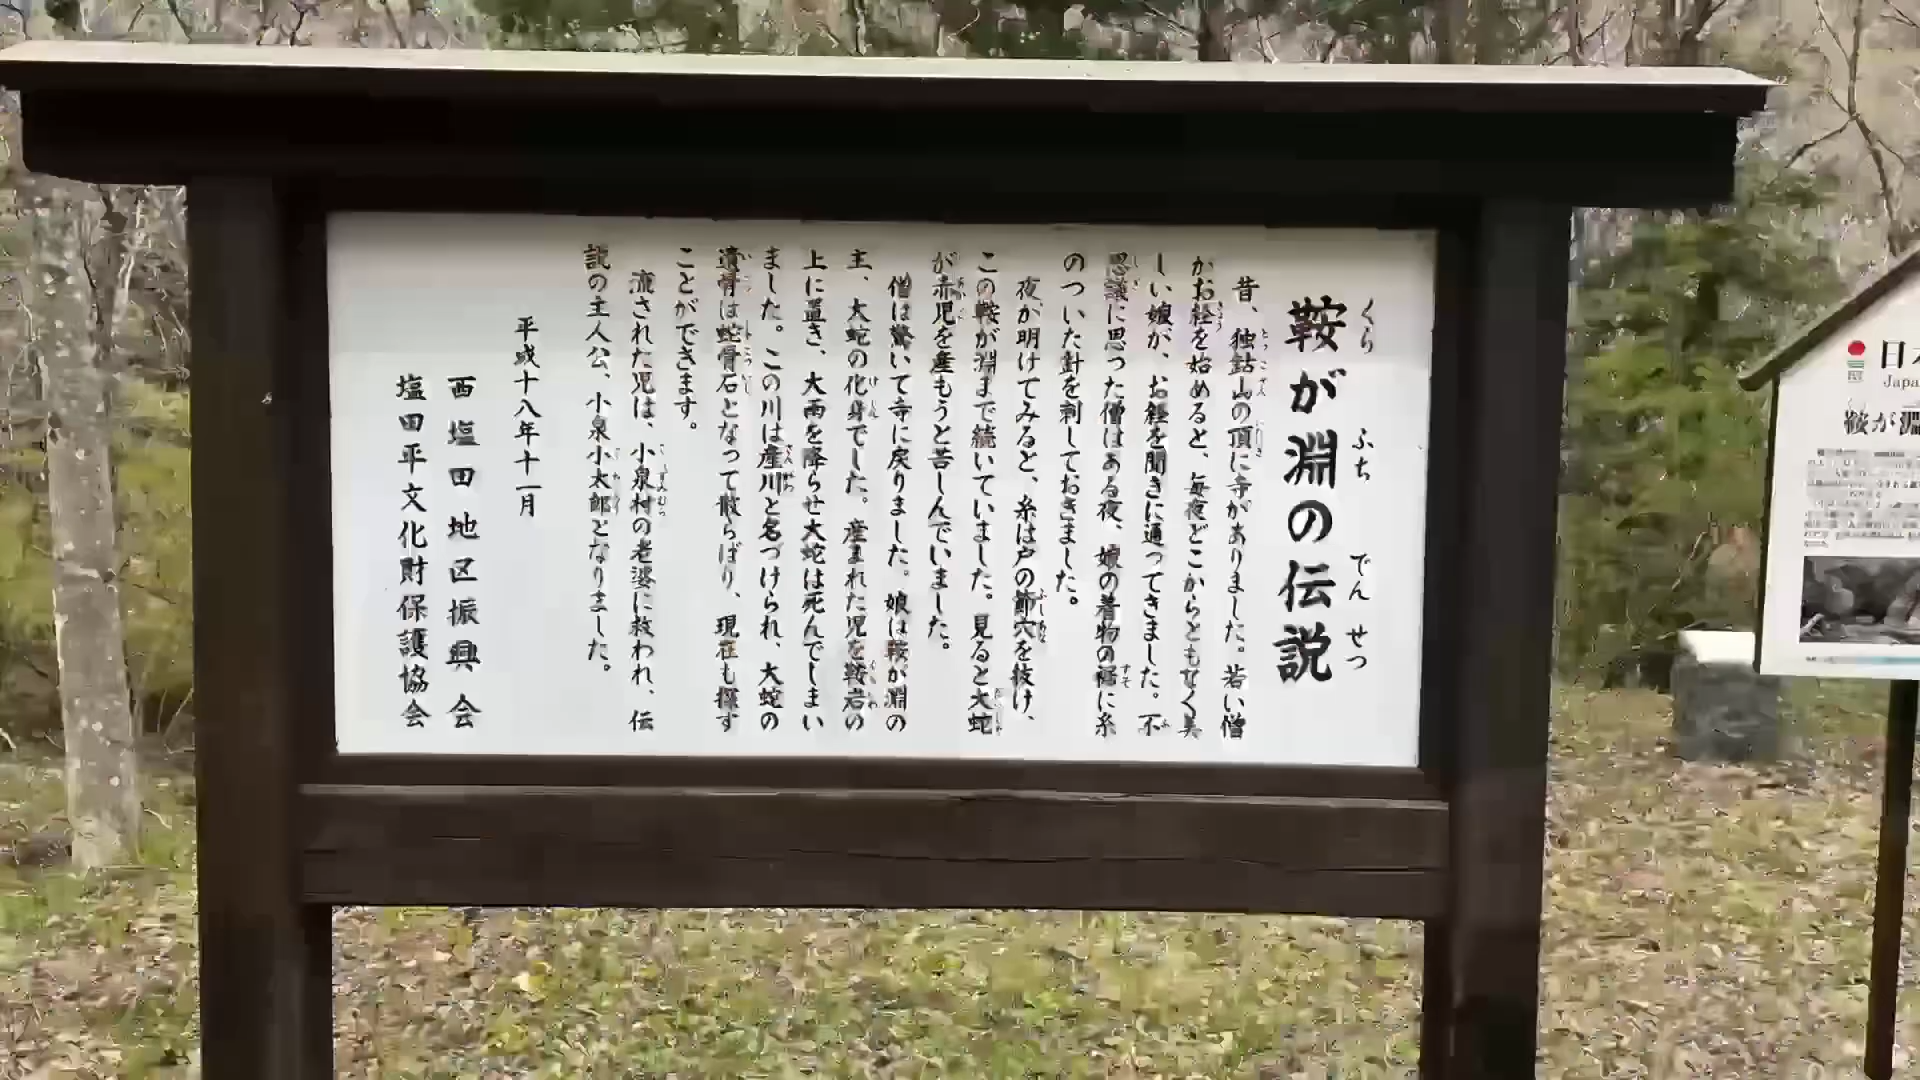 鞍が淵の伝説
くら ふち でん せつ
昔、独鈷山の頂に寺がありました。若い僧
がお経を始めると、毎夜どこからともなく美
しい娘が、お経を聞きに通ってきました。不
思議に思った僧はある夜、娘の着物の裾に糸
のついた針を刺しておきました。
夜が明けてみると、糸は戸の節穴を抜け、
この鞍が淵まで続いていました。見ると大蛇
が赤児を産もうと苦しんでいました。
僧は驚いて寺に戻りました。娘は鞍が淵の
主、大蛇の化身でした。産まれた児を鞍岩の
上に置き、大雨を降らせ大蛇は死んでしまい
ました。この川は産川と名づけられ、大蛇の
遺骨は蛇骨石となって散らばり、現在も探す
ことができます。
流された児は、小泉村の老婆に救われ、伝
説の主人公、小泉小太郎となりました。
平成十八年十一月
西塩田地区振興会
塩田平文化財保護協会
日本
Japa
鞍が淵